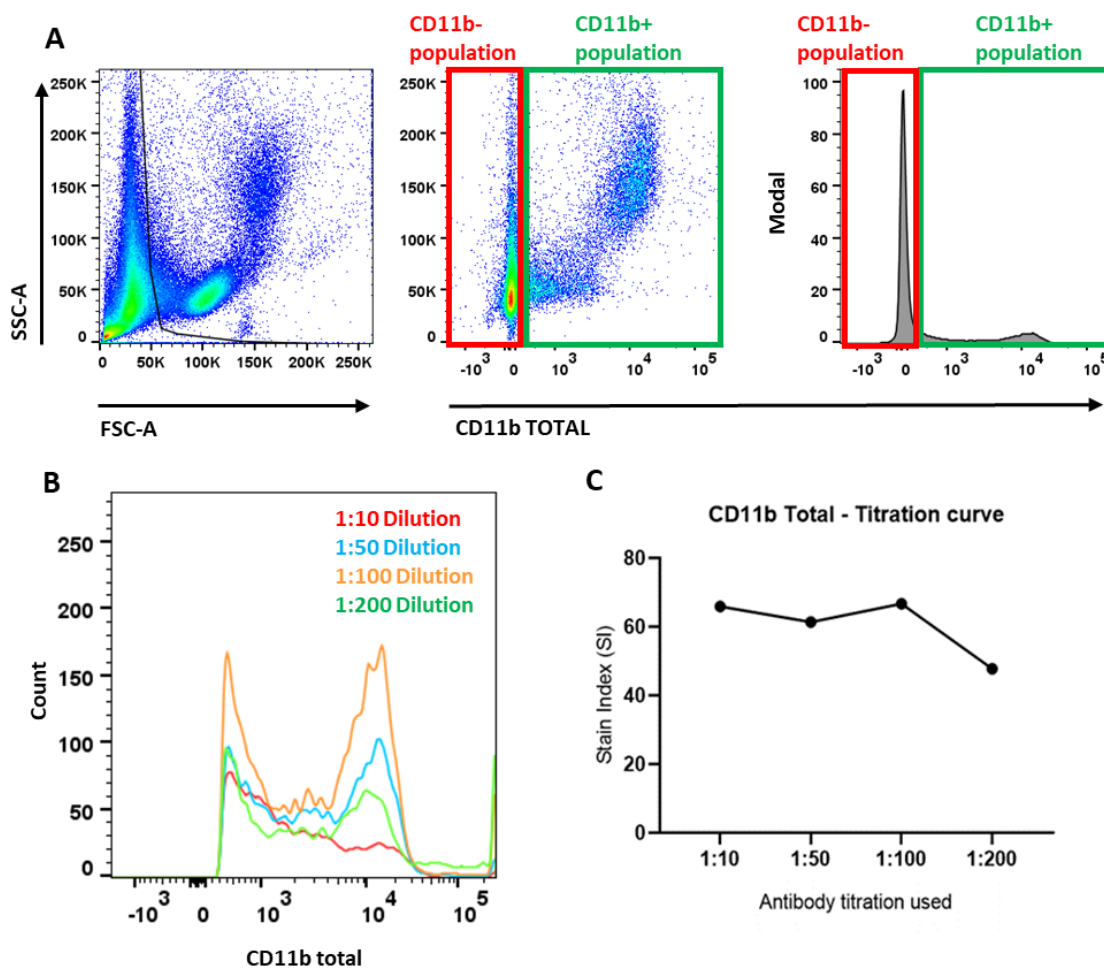 A
CD11b-
population
CD11b+
population
CD11b-
population
CD11b+
population
SSC-A
250K
200K
150K
100K
50K
0
0 50K 100K 150K 200K 250K
FSC-A
250K
200K
150K
100K
50K
0
-10³ 0 10³ 10⁴ 10⁵
CD11b TOTAL
Modal
100
80
60
40
20
0
-10³ 0 10³ 10⁴ 10⁵
B
1:10 Dilution
1:50 Dilution
1:100 Dilution
1:200 Dilution
Count
250
200
150
100
50
0
-10³ 0 10³ 10⁴ 10⁵
CD11b total
C
CD11b Total - Titration curve
Stain Index (SI)
80
60
40
20
0
1:10 1:50 1:100 1:200
Antibody titration used